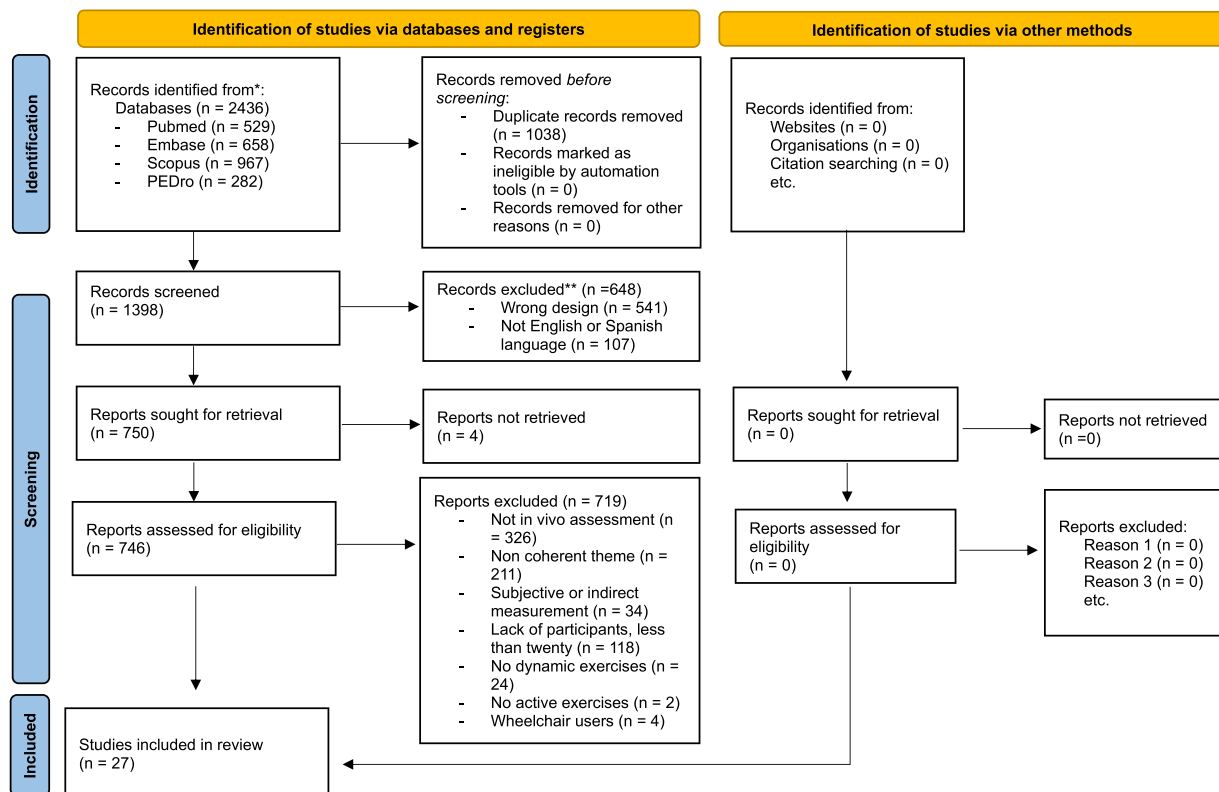 Identification of studies via databases and registers
Identification of studies via other methods
Identification
Records identified from*:
Databases (n = 2436)
- Pubmed (n = 529)
- Embase (n = 658)
- Scopus (n = 967)
- PEDro (n = 282)
Records removed before
screening:
- Duplicate records removed
(n = 1038)
- Records marked as
ineligible by automation
tools (n = 0)
- Records removed for other
reasons (n = 0)
Records identified from:
Websites (n = 0)
Organisations (n = 0)
Citation searching (n = 0)
etc.
Screening
Records screened
(n = 1398)
Records excluded** (n =648)
- Wrong design (n = 541)
- Not English or Spanish
language (n = 107)
Reports sought for retrieval
(n = 750)
Reports not retrieved
(n = 4)
Reports sought for retrieval
(n = 0)
Reports not retrieved
(n =0)
Reports assessed for eligibility
(n = 746)
Reports excluded (n = 719)
- Not in vivo assessment (n
= 326)
- Non coherent theme (n =
211)
- Subjective or indirect
measurement (n = 34)
- Lack of participants, less
than twenty (n = 118)
- No dynamic exercises (n =
24)
- No active exercises (n = 2)
- Wheelchair users (n = 4)
Reports assessed for
eligibility
(n = 0)
Reports excluded:
Reason 1 (n = 0)
Reason 2 (n = 0)
Reason 3 (n = 0)
etc.
Included
Studies included in review
(n = 27)